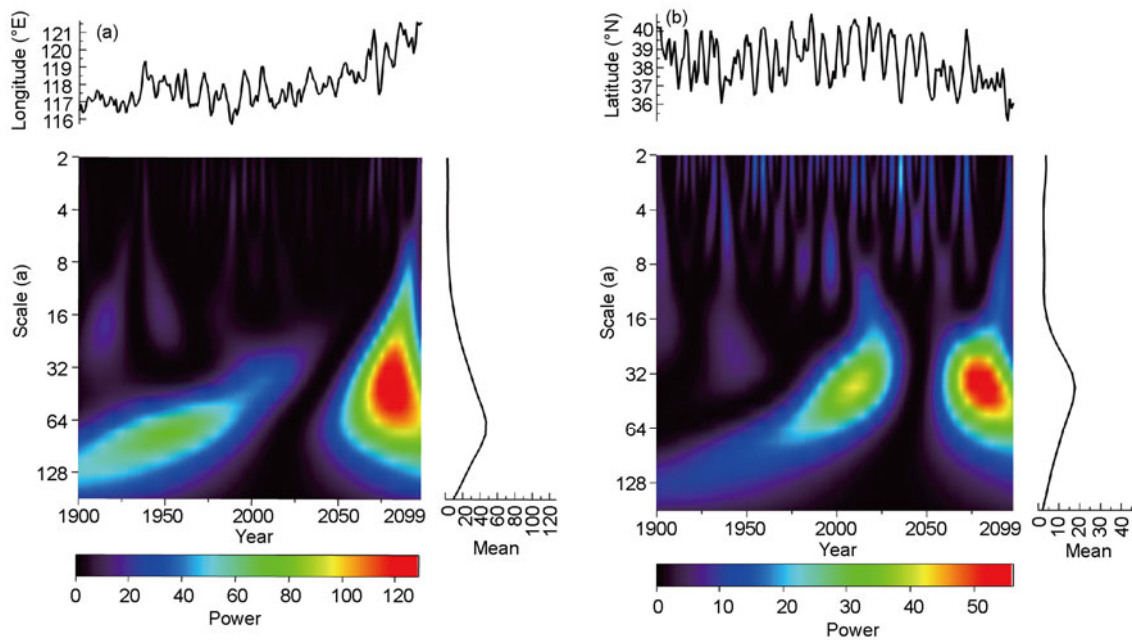 (a)
Longitude (°E)
121
120
119
118
117
116
2
4
8
16
32
64
128
Scale (a)
1900 1950 2000 2050 2099
Year
0 20 40 60 80 100 120
Mean
0 20 40 60 80 100 120
Power
(b)
Latitude (°N)
40
39
38
37
36
2
4
8
16
32
64
128
Scale (a)
1900 1950 2000 2050 2099
Year
0 10 20 30 40
Mean
0 10 20 30 40 50
Power